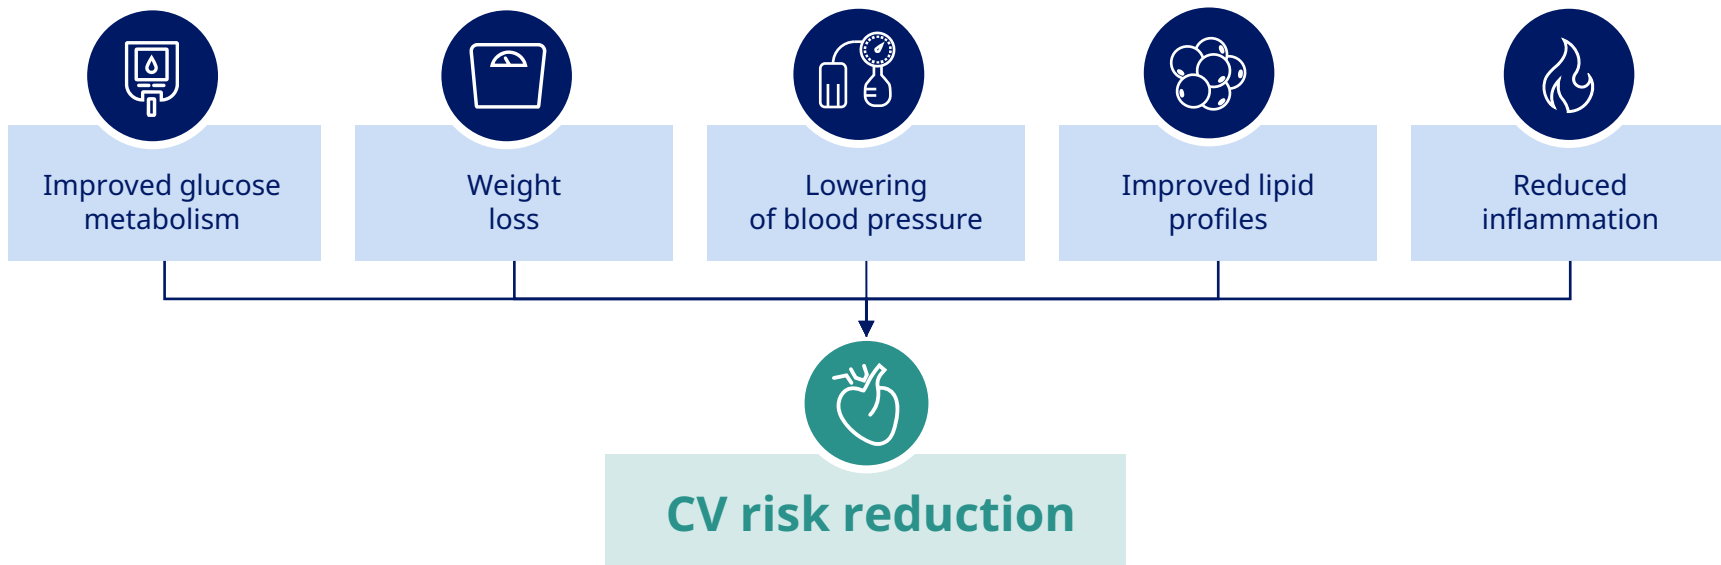 Improved glucose
metabolism
Weight
loss
Lowering
of blood pressure
Improved lipid
profiles
Reduced
inflammation
CV risk reduction